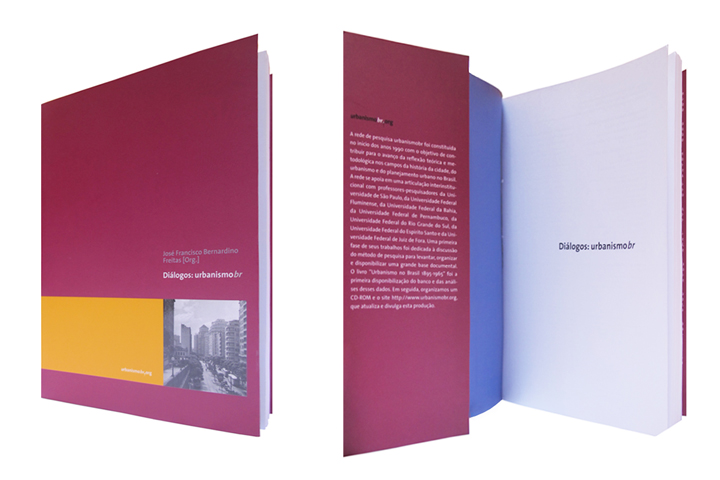 José Francisco Bernardino
Freitas [Org.]
Diálogos: urbanismobr
urbanismobr.org
urbanismobr.org
A rede de pesquisa urbanismobr foi constituída
no início dos anos 1990 com o objetivo de con-
tribuir para o avanço da reflexão teórica e me-
todológica nos campos da história da cidade, do
urbanismo e do planejamento urbano no Brasil.
A rede se apoia em uma articulação interinstitu-
cional com professores pesquisadores da Uni-
versidade de São Paulo, da Universidade Federal
Fluminense, da Universidade Federal da Bahia,
da Universidade Federal de Pernambuco, da
Universidade Federal do Rio Grande do Sul, da
Universidade Federal do Espírito Santo e da Uni-
versidade Federal de Juiz de Fora. Uma primeira
fase de seus trabalhos foi dedicada à discussão
do método de pesquisa para levantar, organizar
e disponibilizar uma grande base documental.
O livro "Urbanismo no Brasil 1895-1965" foi a
primeira disponibilização do banco e das análi-
ses desses dados. Em seguida, organizamos um
CD-ROM e o site http://www.urbanismobr.org,
que atualiza e divulga esta produção.
Diálogos: urbanismobr